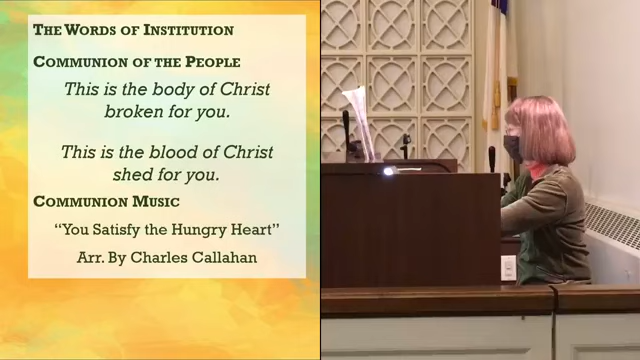 The Words of Institution
Communion of the People
This is the body of Christ
broken for you.
This is the blood of Christ
shed for you.
Communion Music
“You Satisfy the Hungry Heart”
Arr. By Charles Callahan